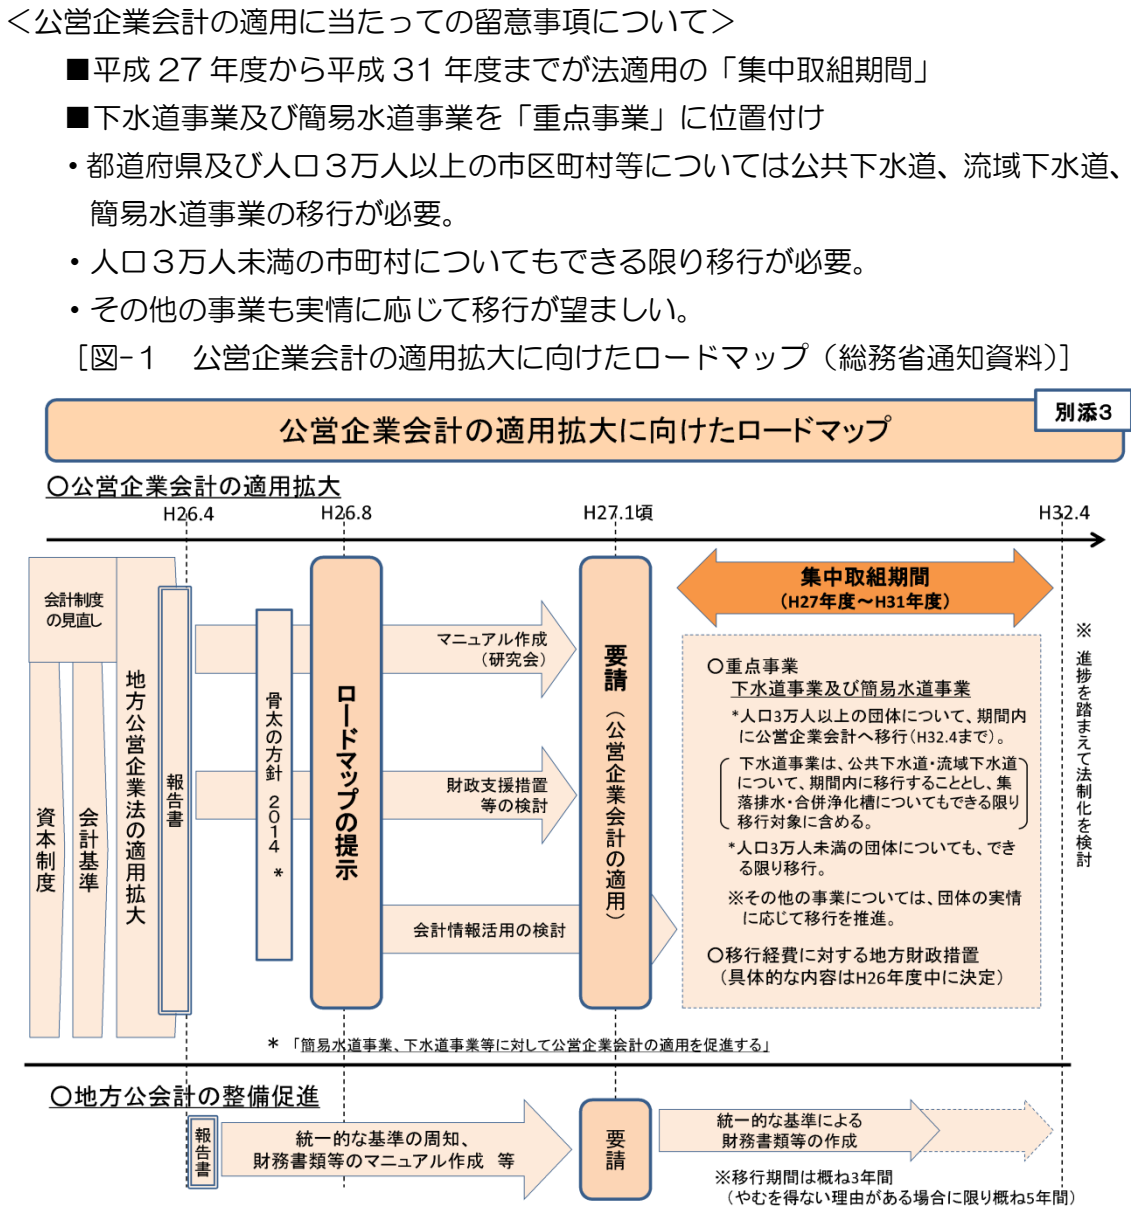 ＜公営企業会計の適用に当たっての留意事項について＞
■平成 27 年度から平成 31 年度までが法適用の「集中取組期間」
■下水道事業及び簡易水道事業を「重点事業」に位置付け
・都道府県及び人口３万人以上の市区町村等については公共下水道、流域下水道、
簡易水道事業の移行が必要。
・人口３万人未満の市町村についてもできる限り移行が必要。
・その他の事業も実情に応じて移行が望ましい。
［図-１　公営企業会計の適用拡大に向けたロードマップ（総務省通知資料）］
別添3
公営企業会計の適用拡大に向けたロードマップ
○公営企業会計の適用拡大
H26.4
H26.8
H27.1頃
H32.4
会計制度
の見直し
資本制度
会計基準
地方公営企業法の適用拡大
報告書
骨太の方針 2014 *
ロードマップの提示
マニュアル作成
（研究会）
財政支援措置
等の検討
会計情報活用の検討
要請（公営企業会計の適用）
集中取組期間
（H27年度～H31年度）
○重点事業
下水道事業及び簡易水道事業
*人口3万人以上の団体について、期間内
に公営企業会計へ移行（H32.4まで）。
下水道事業は、公共下水道・流域下水道
について、期間内に移行することとし、集
落排水・合併浄化槽についてもできる限り
移行対象に含める。
*人口3万人未満の団体についても、でき
る限り移行。
※その他の事業については、団体の実情
に応じて移行を推進。
○移行経費に対する地方財政措置
（具体的な内容はH26年度中に決定）
※ 進捗を踏まえて法制化を検討
* 「簡易水道事業、下水道事業等に対して公営企業会計の適用を促進する」
○地方公会計の整備促進
報告書
統一的な基準の周知、
財務書類等のマニュアル作成 等
要請
統一的な基準による
財務書類等の作成
※移行期間は概ね3年間
（やむを得ない理由がある場合に限り概ね5年間）